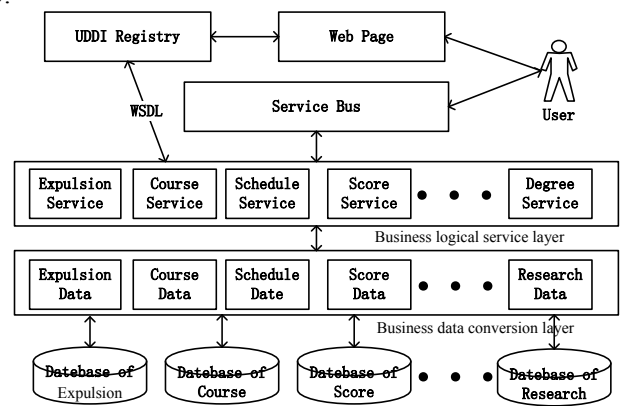 UDDI Registry
Web Page
WSDL
Service Bus
User
Expulsion
Service
Course
Service
Schedule
Service
Score
Service
Degree
Service
Business logical service layer
Expulsion
Data
Course
Data
Schedule
Date
Score
Data
Research
Data
Business data conversion layer
Datebase of
Expulsion
Datebase of
Course
Datebase of
Score
Datebase of
Research